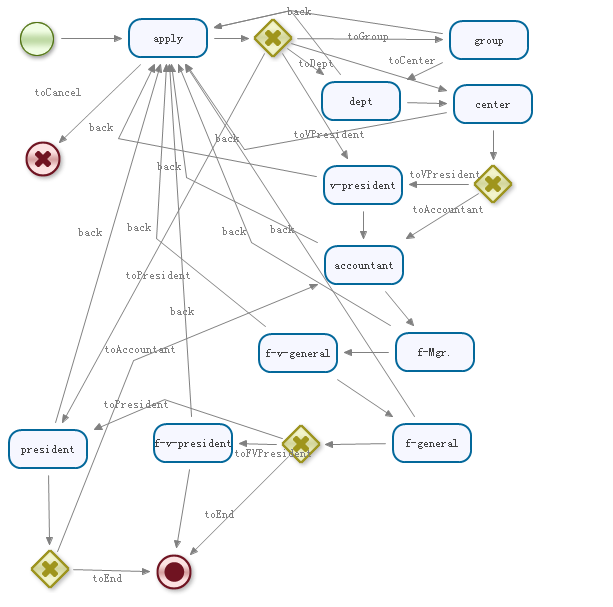 back
apply
toGroup
group
toCenter
toDept
toCancel
dept
center
back
back
toVPresident
back
toVPresident
v-president
toAccountant
back
back
back
back
accountant
toPresident
back
toAccountant
f-v-general
f-Mgr.
toPresident
president
f-v-president
toFVPresident
f-general
toEnd
toEnd